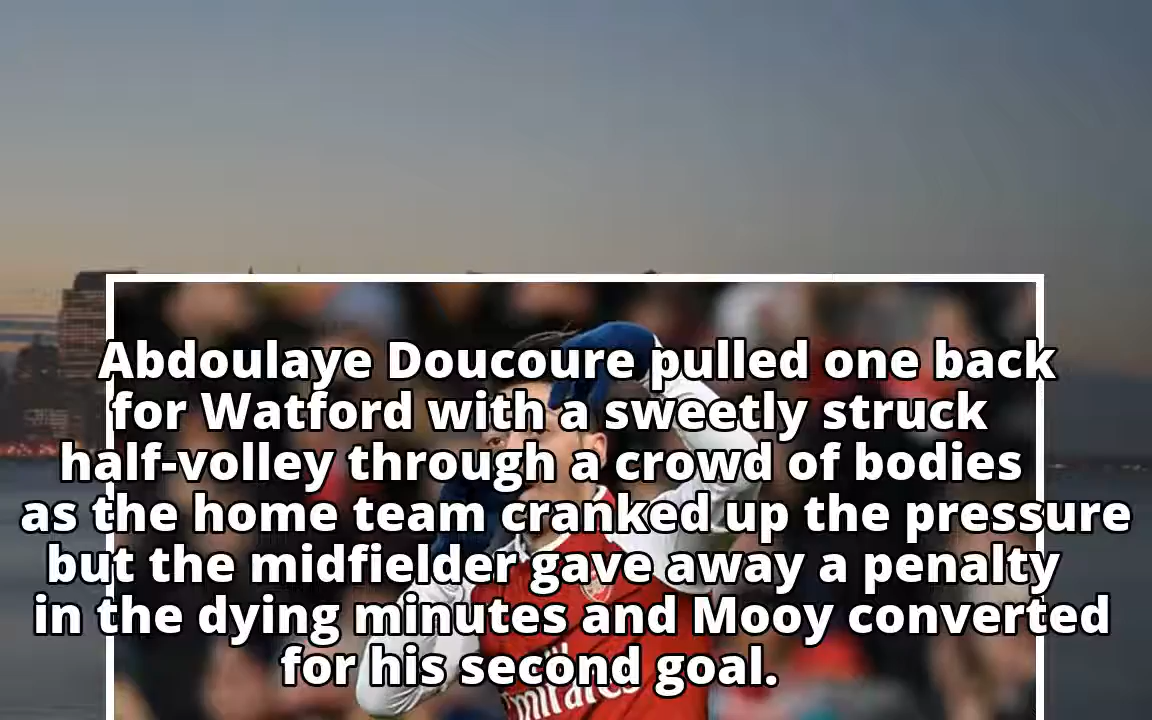 Abdoulaye Doucoure pulled one back
for Watford with a sweetly struck
half-volley through a crowd of bodies
as the home team cranked up the pressure
but the midfielder gave away a penalty
in the dying minutes and Mooy converted
for his second goal.